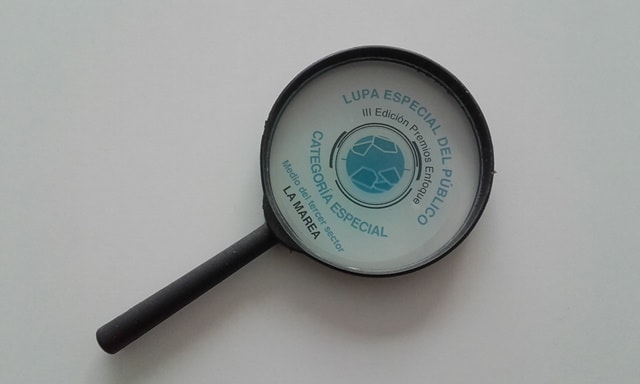 LUPA ESPECIAL DEL PÚBLICO
III Edición Premios Enfoque
CATEGORÍA ESPECIAL
Medio del tercer sector
LA MAREA